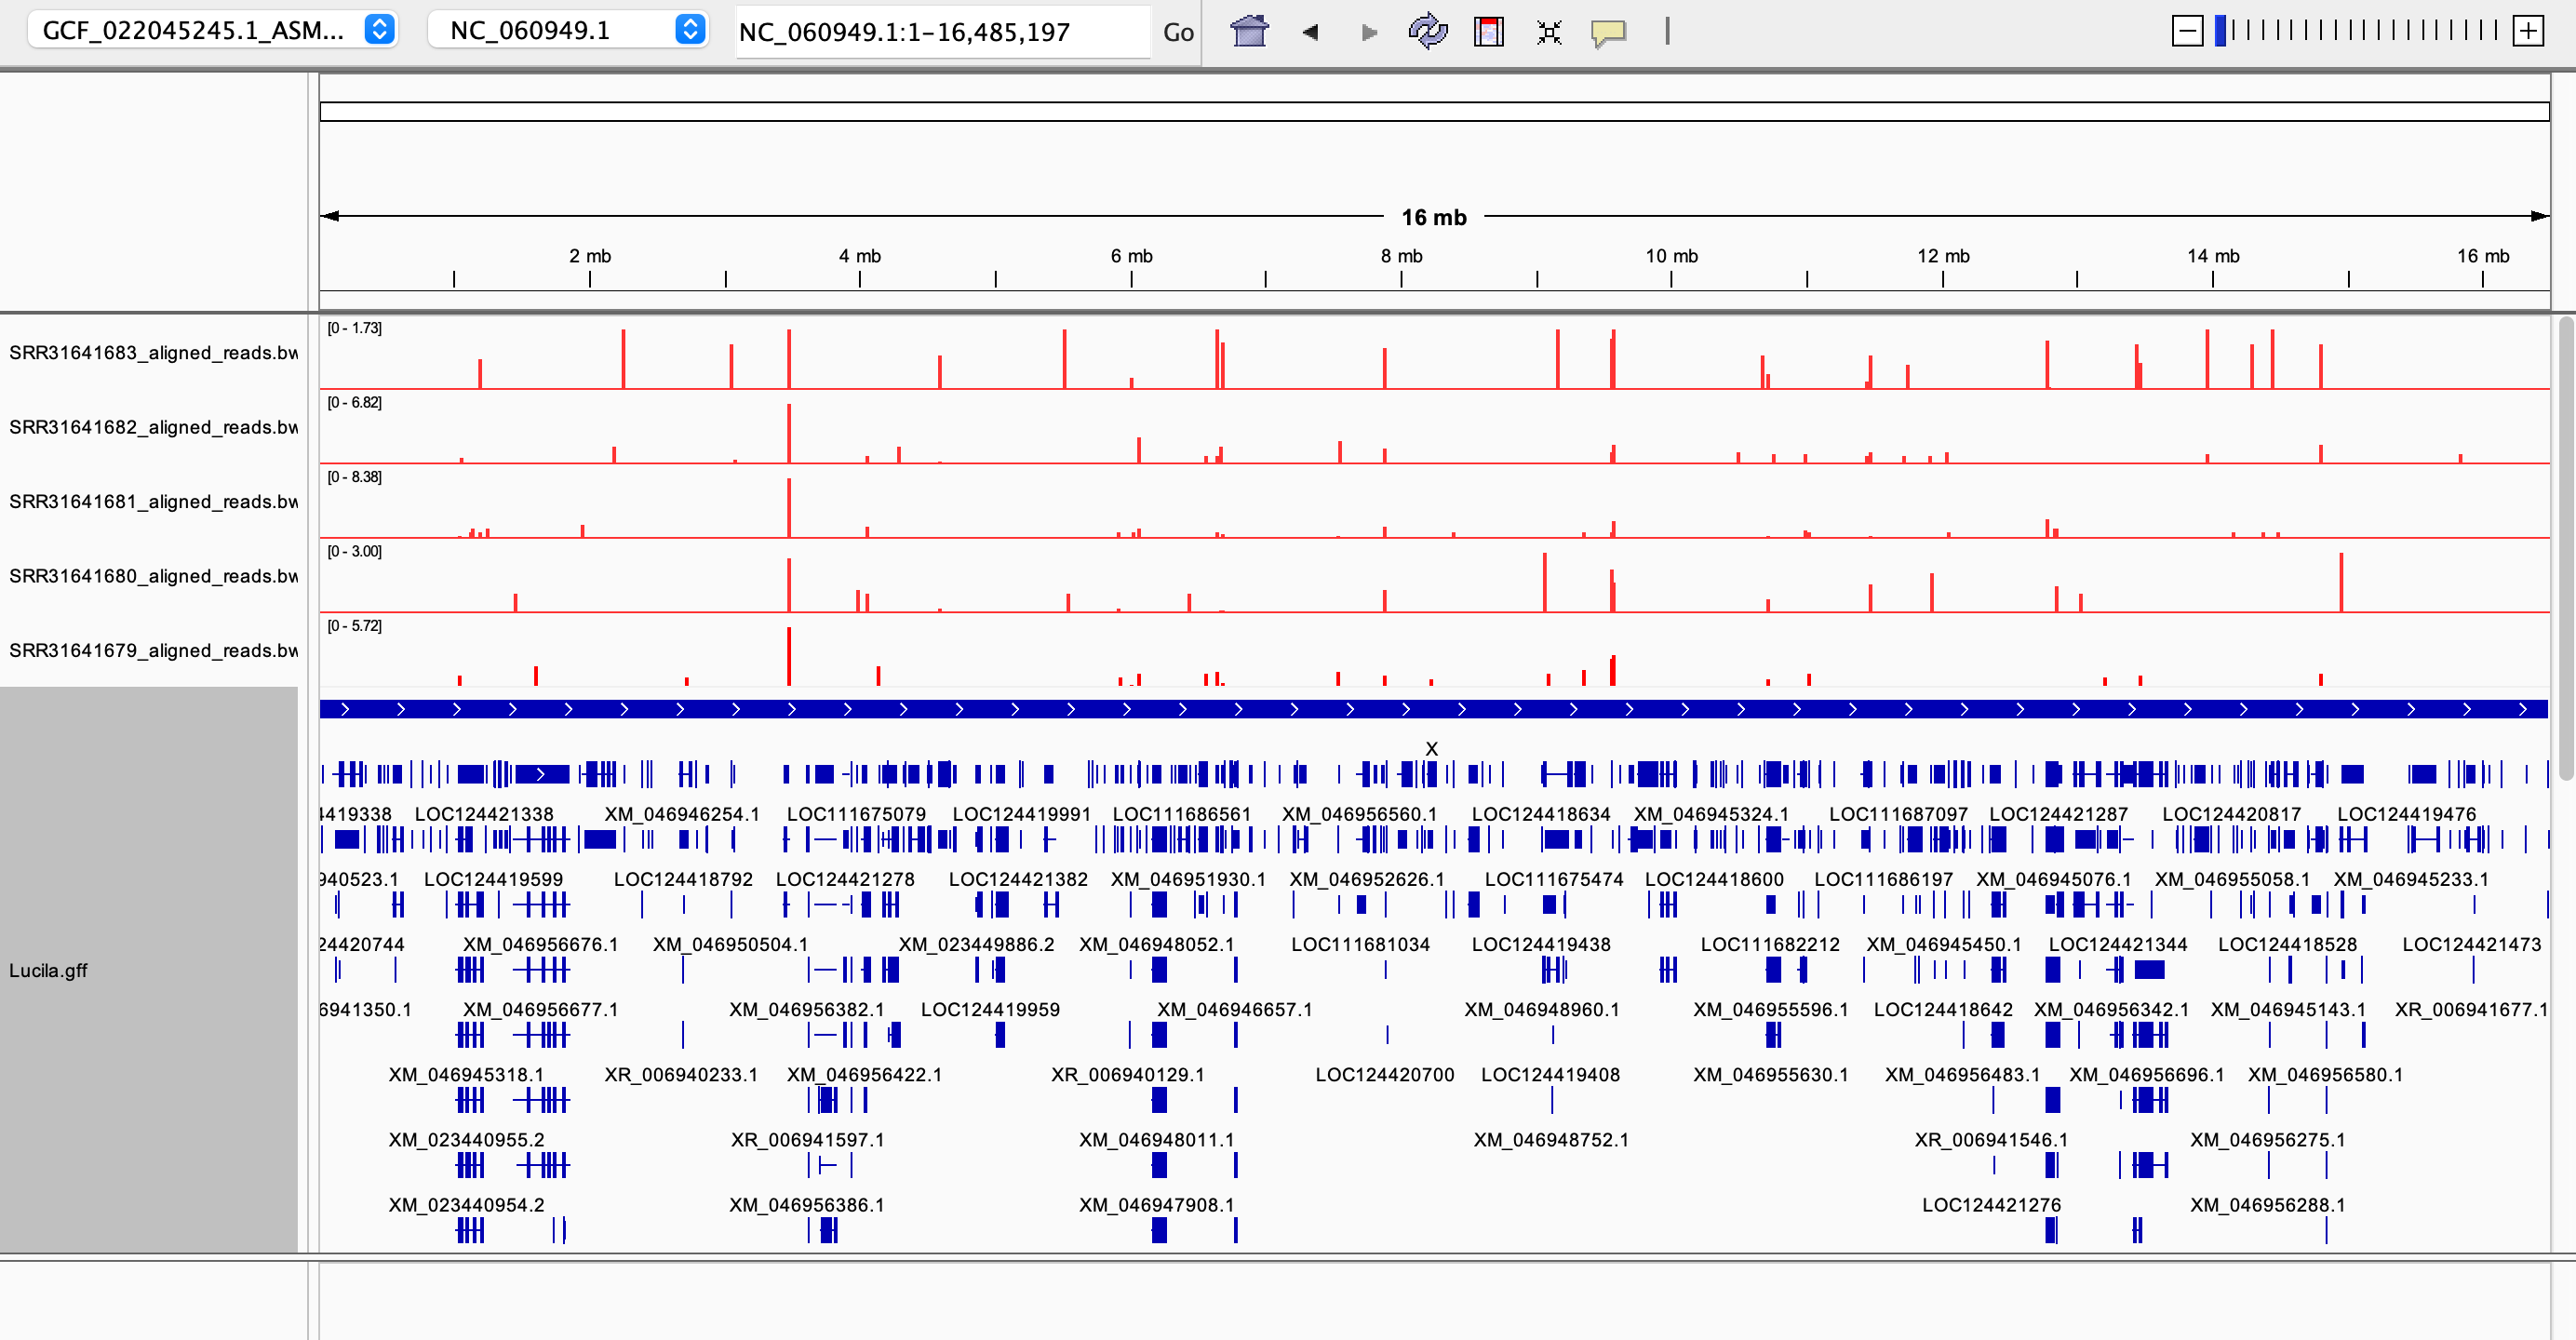 GCF_022045245.1_ASM... NC_060949.1 NC_060949.1:1-16,485,197 Go
16 mb
2 mb 4 mb 6 mb 8 mb 10 mb 12 mb 14 mb 16 mb
[0 - 1.73]
SRR31641683_aligned_reads.bw
[0 - 6.82]
SRR31641682_aligned_reads.bw
[0 - 8.38]
SRR31641681_aligned_reads.bw
[0 - 3.00]
SRR31641680_aligned_reads.bw
[0 - 5.72]
SRR31641679_aligned_reads.bw
X
4419338 LOC124421338 XM_046946254.1 LOC111675079 LOC124419991 LOC111686561 XM_046956560.1 LOC124418634 XM_046945324.1 LOC111687097 LOC124421287 LOC124420817 LOC124419476
940523.1 LOC124419599 LOC124418792 LOC124421278 LOC124421382 XM_046951930.1 XM_046952626.1 LOC111675474 LOC124418600 LOC111686197 XM_046945076.1 XM_046955058.1 XM_046945233.1
24420744 XM_046956676.1 XM_046950504.1 XM_023449886.2 XM_046948052.1 LOC111681034 LOC124419438 LOC111682212 XM_046945450.1 LOC124421344 LOC124418528 LOC124421473
Lucila.gff
6941350.1 XM_046956677.1 XM_046956382.1 LOC124419959 XM_046946657.1 XM_046948960.1 XM_046955596.1 LOC124418642 XM_046956342.1 XM_046945143.1 XR_006941677.1
XM_046945318.1 XR_006940233.1 XM_046956422.1 XR_006940129.1 LOC124420700 LOC124419408 XM_046955630.1 XM_046956483.1 XM_046956696.1 XM_046956580.1
XM_023440955.2 XR_006941597.1 XM_046948011.1 XM_046948752.1 XR_006941546.1 XM_046956275.1
XM_023440954.2 XM_046956386.1 XM_046947908.1 LOC124421276 XM_046956288.1